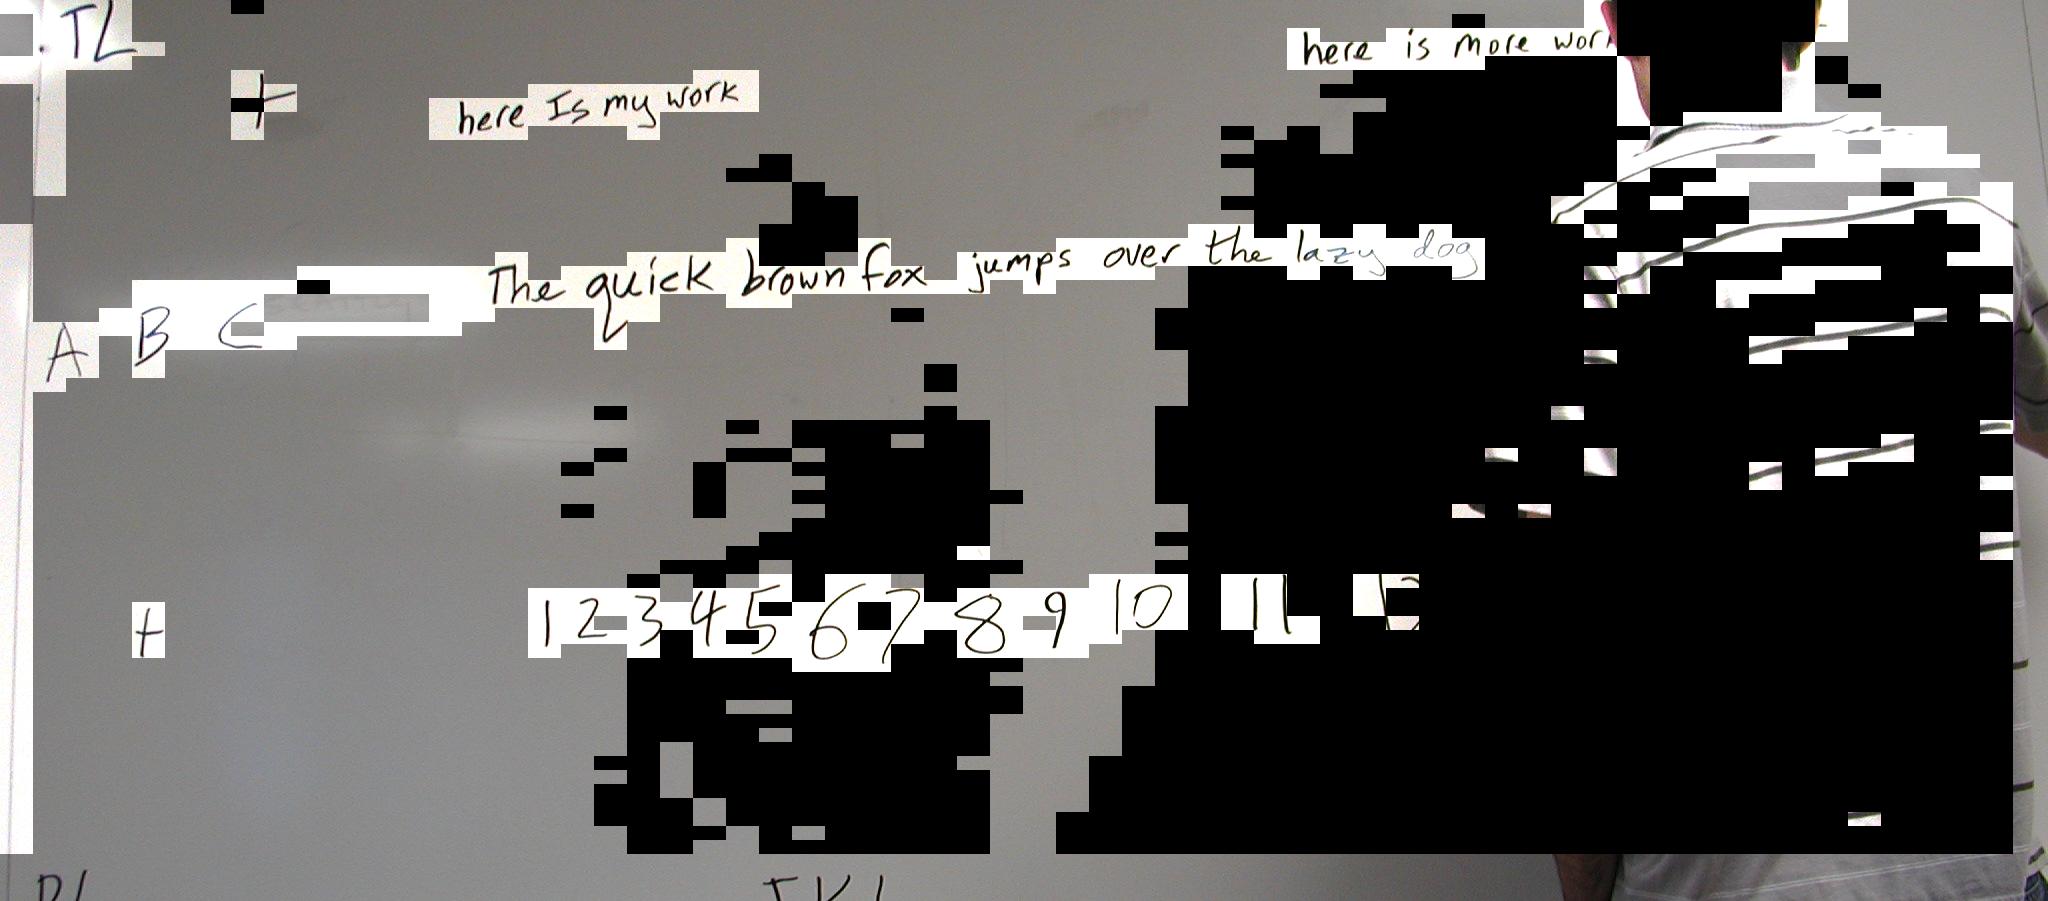 TL
here is more
+ here Is my work
The quick brown fox jumps over the lazy dog
A B C
+ 1 2 3 4 5 6 7 8 9 10 11